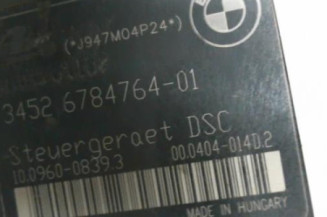 (*J947M04P24*)
3452 6784764-01
-Steuergeraet DSC
10.0960-0839.3 00.0404-014D.2
MADE IN HUNGARY